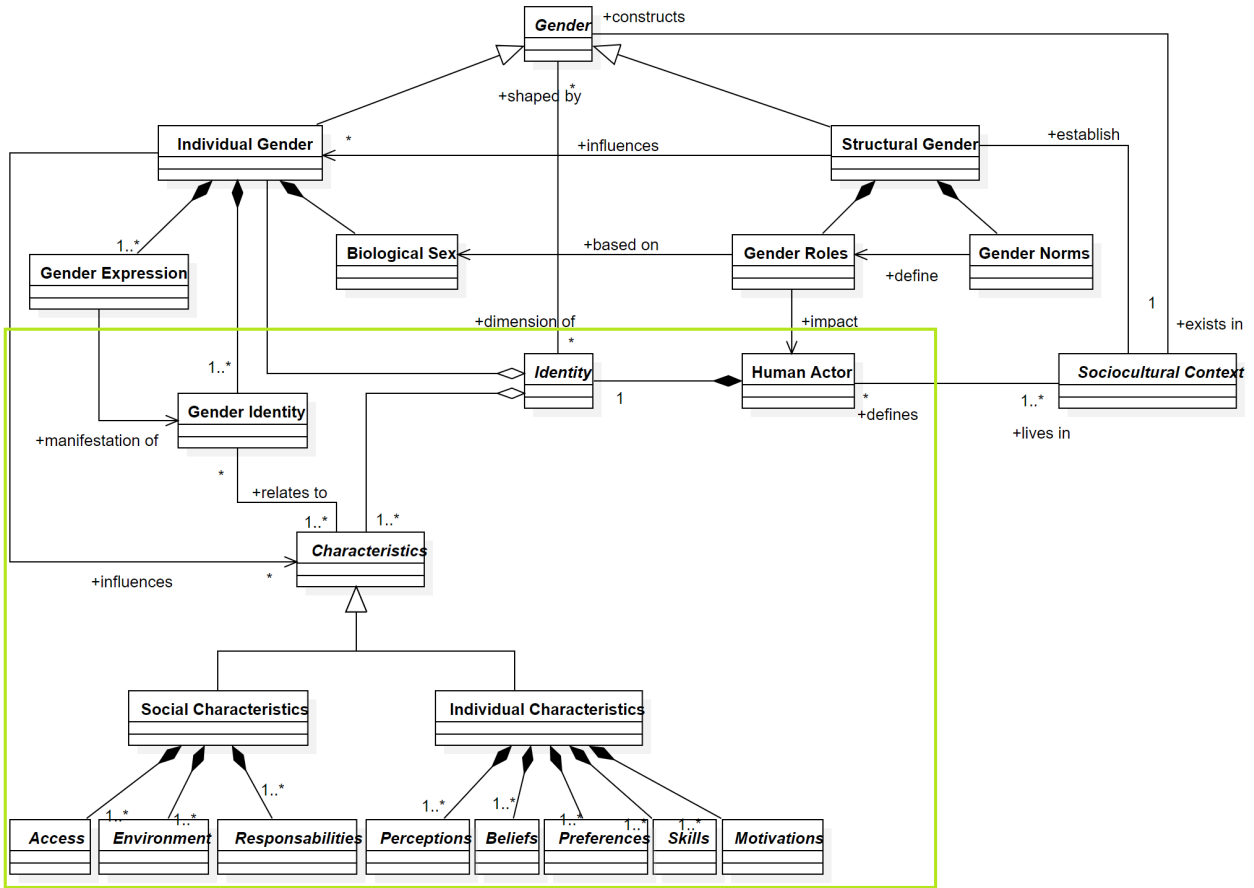 Gender
+constructs
*
+shaped by
Individual Gender
*
+influences
Structural Gender
+establish
1..*
Gender Expression
Biological Sex
+based on
Gender Roles
Gender Norms
+define
1
+dimension of
+impact
+exists in
*
1..*
Identity
Human Actor
Sociocultural Context
1
*
1..*
+defines
+lives in
Gender Identity
+manifestation of
*
+relates to
1..*
1..*
Characteristics
+influences
*
Social Characteristics
Individual Characteristics
1..*
1..*
1..*
1..*
1..*
1..*
1..*
1..*
Access
Environment
Responsabilities
Perceptions
Beliefs
Preferences
Skills
Motivations